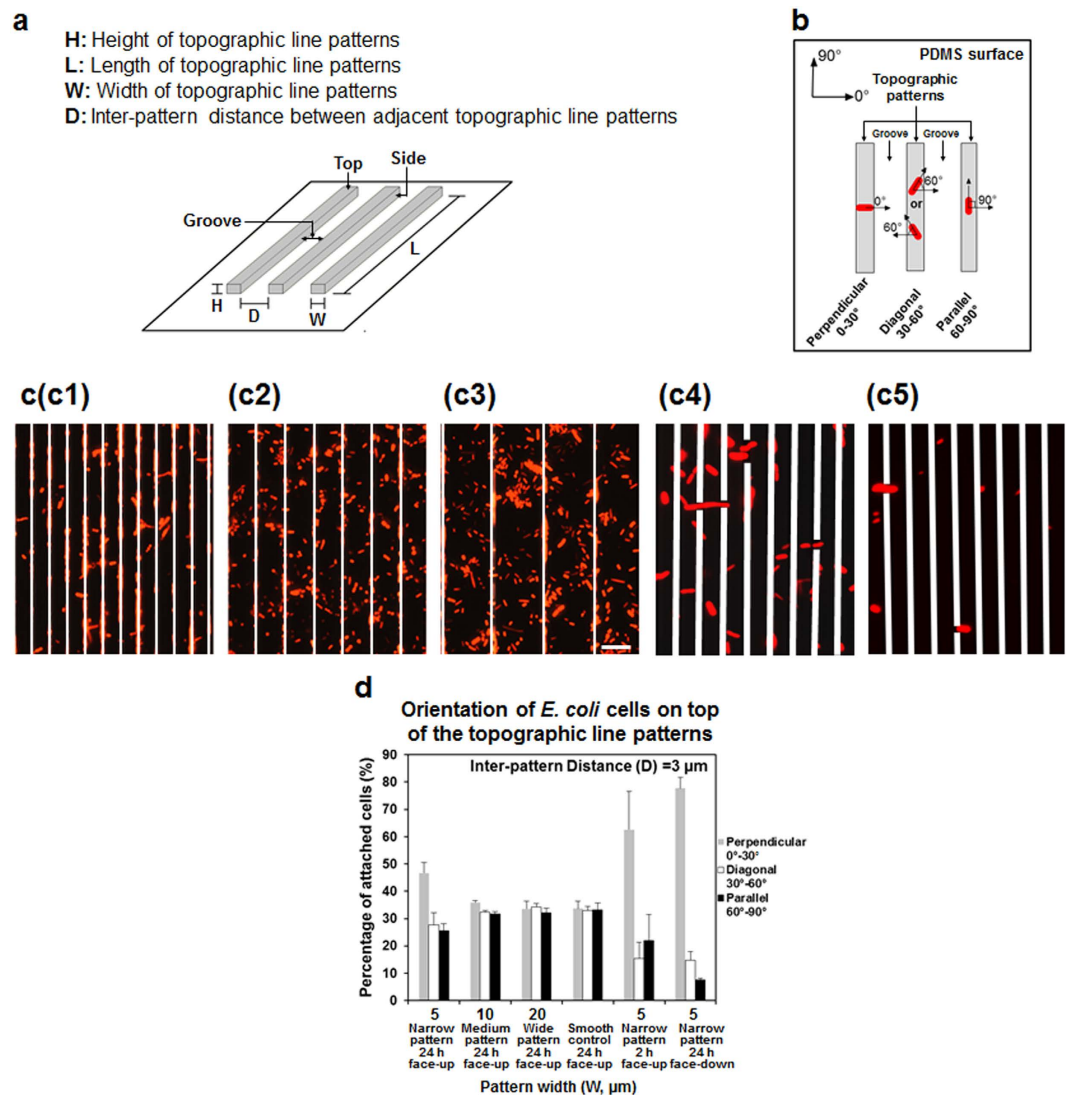 a
H: Height of topographic line patterns
L: Length of topographic line patterns
W: Width of topographic line patterns
D: Inter-pattern distance between adjacent topographic line patterns
Top
Side
Groove
L
H
D
W
b
90°
PDMS surface
0°
Topographic
patterns
Groove
Groove
0°
60°
or
60°
90°
Perpendicular
0-30°
Diagonal
30-60°
Parallel
60-90°
c(c1)
(c2)
(c3)
(c4)
(c5)
d
Orientation of E. coli cells on top
of the topographic line patterns
Inter-pattern Distance (D) =3 µm
Percentage of attached cells (%)
90
80
70
60
50
40
30
20
10
0
Perpendicular
0°-30°
Diagonal
30°-60°
Parallel
60°-90°
5
Narrow
pattern
24 h
face-up
10
Medium
pattern
24 h
face-up
20
Wide
pattern
24 h
face-up
Smooth
control
24 h
face-up
5
Narrow
pattern
2 h
face-up
5
Narrow
pattern
24 h
face-down
Pattern width (W, µm)